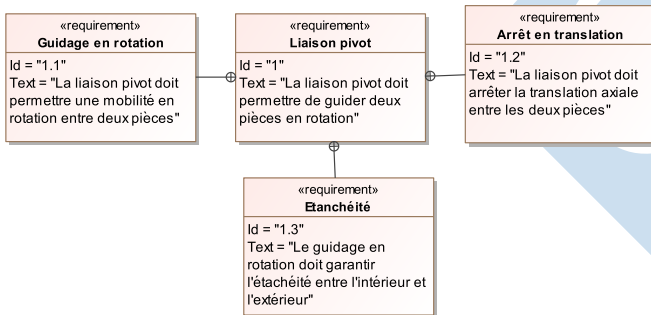 «requirement»
Guidage en rotation
Id = "1.1"
Text = "La liaison pivot doit
permettre une mobilité en
rotation entre deux pièces"
«requirement»
Liaison pivot
Id = "1"
Text = "La liaison pivot doit
permettre de guider deux
pièces en rotation"
«requirement»
Arrêt en translation
Id = "1.2"
Text = "La liaison pivot doit
arrêter la translation axiale
entre les deux pièces"
«requirement»
Etanchéité
Id = "1.3"
Text = "Le guidage en
rotation doit garantir
l'étachéité entre l'intérieur et
l'extérieur"